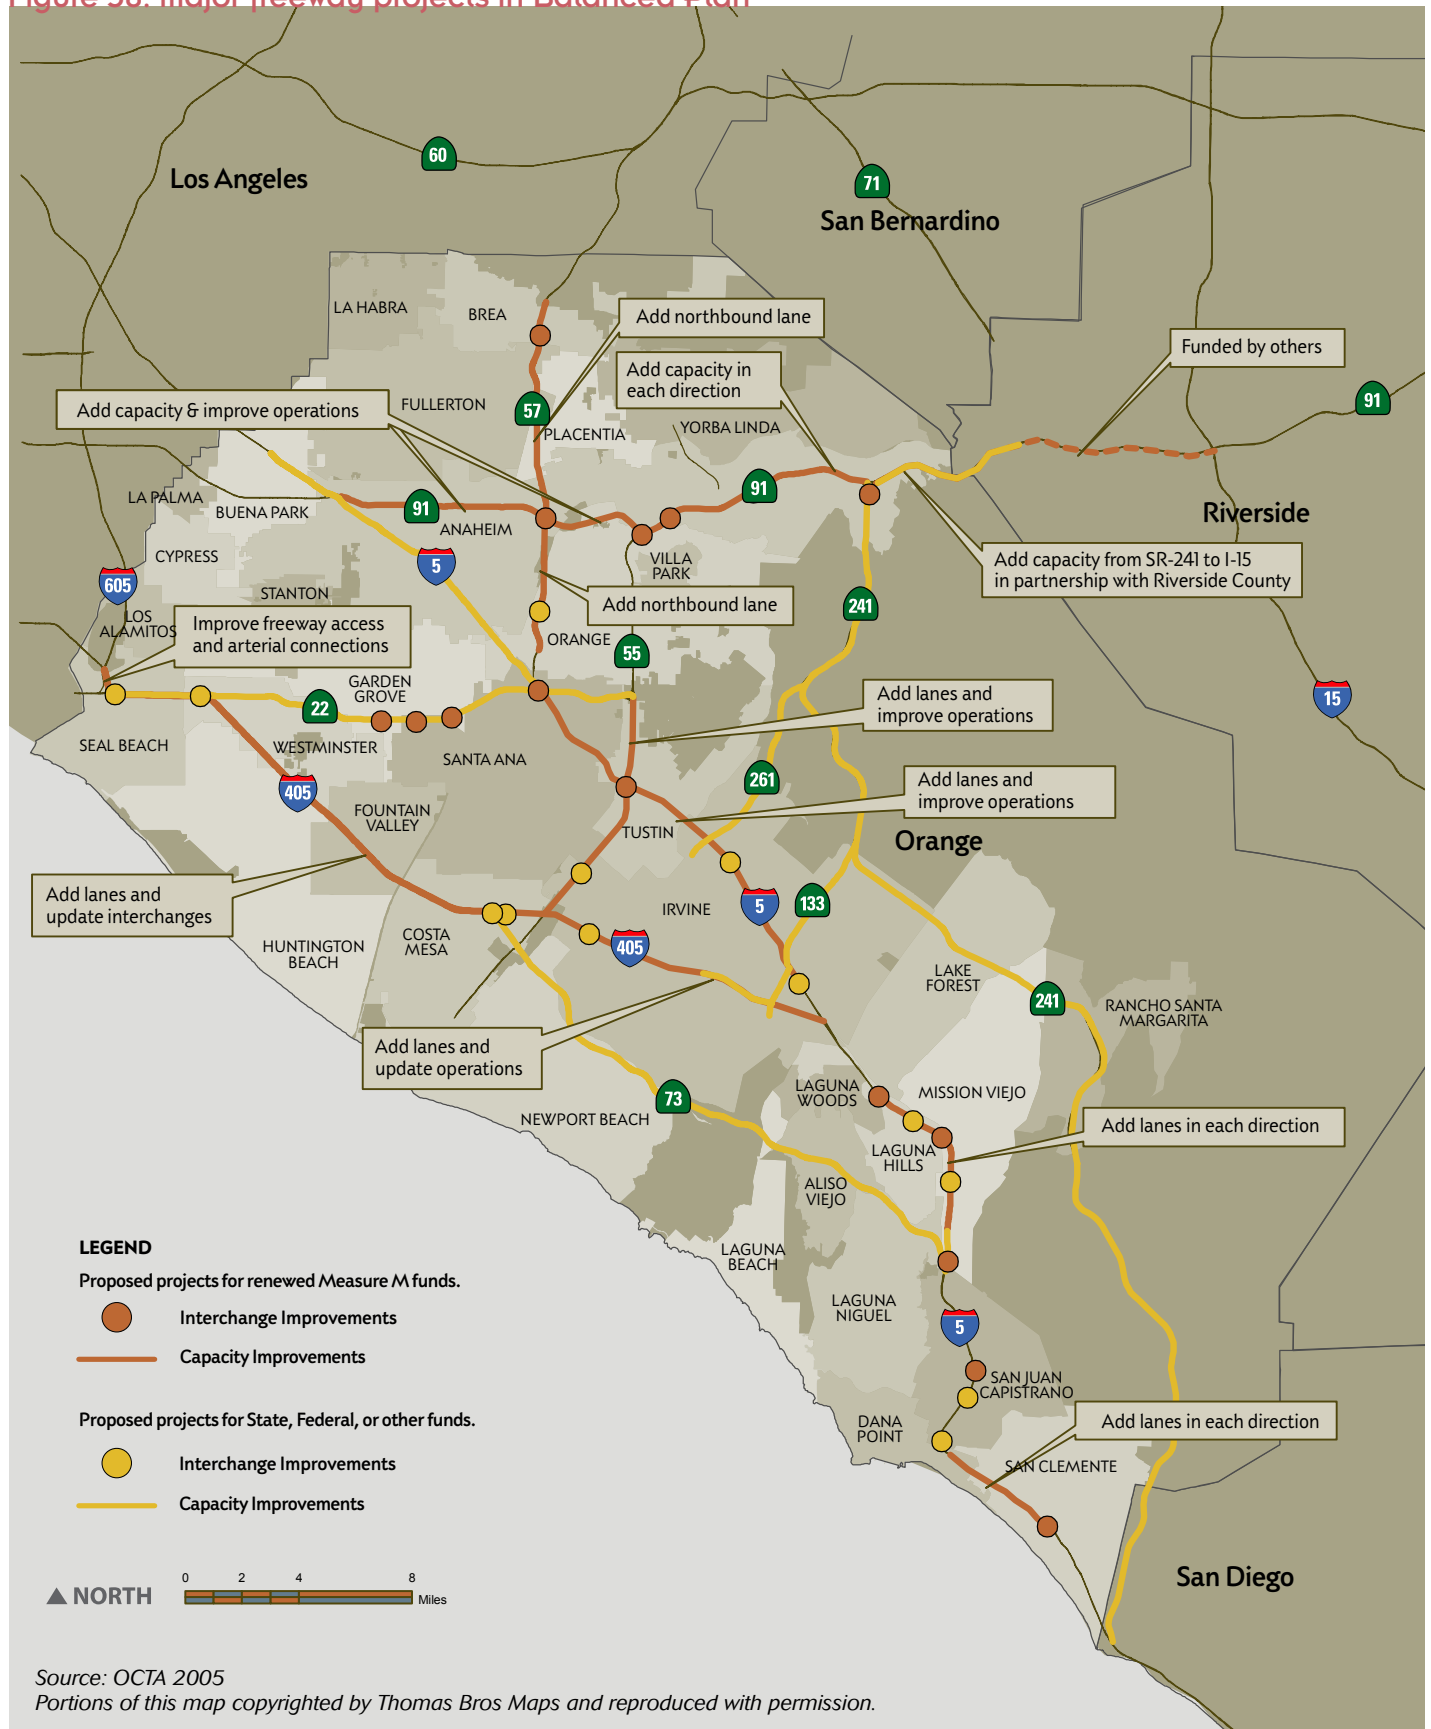 Figure 38: Major freeway projects in Balanced Plan
60
Los Angeles
71
San Bernardino
LA HABRA
BREA
Add northbound lane
Funded by others
Add capacity in
each direction
91
Add capacity & improve operations
FULLERTON
57
PLACENTIA
YORBA LINDA
91
LA PALMA
BUENA PARK
91
ANAHEIM
Riverside
CYPRESS
5
VILLA
PARK
Add capacity from SR-241 to I-15
in partnership with Riverside County
605
STANTON
241
Add northbound lane
LOS
ALAMITOS
Improve freeway access
and arterial connections
ORANGE
55
GARDEN
GROVE
22
15
Add lanes and
improve operations
SEAL BEACH
WESTMINSTER
SANTA ANA
261
Add lanes and
improve operations
405
FOUNTAIN
VALLEY
TUSTIN
Orange
Add lanes and
update interchanges
IRVINE
5
133
HUNTINGTON
BEACH
COSTA
MESA
405
LAKE
FOREST
241
RANCHO SANTA
MARGARITA
Add lanes and
update operations
73
NEWPORT BEACH
LAGUNA
WOODS
MISSION VIEJO
Add lanes in each direction
LAGUNA
HILLS
ALISO
VIEJO
LAGUNA
BEACH
LAGUNA
NIGUEL
5
SAN JUAN
CAPISTRANO
DANA
POINT
Add lanes in each direction
SAN CLEMENTE
San Diego
LEGEND
Proposed projects for renewed Measure M funds.
Interchange Improvements
Capacity Improvements
Proposed projects for State, Federal, or other funds.
Interchange Improvements
Capacity Improvements
NORTH
0 2 4 8
Miles
Source: OCTA 2005
Portions of this map copyrighted by Thomas Bros Maps and reproduced with permission.